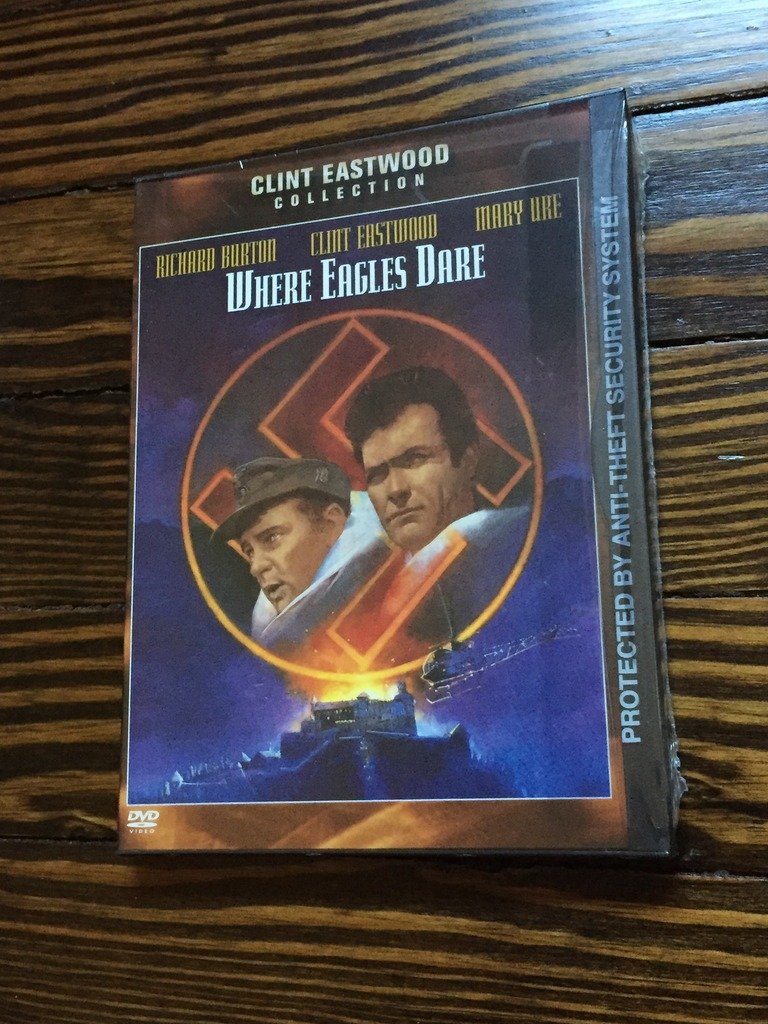 CLINT EASTWOOD
COLLECTION
RICHARD BURTON CLINT EASTWOOD MARY URE
WHERE EAGLES DARE
PROTECTED BY ANTI-THEFT SECURITY SYSTEM
DVD
VIDEO